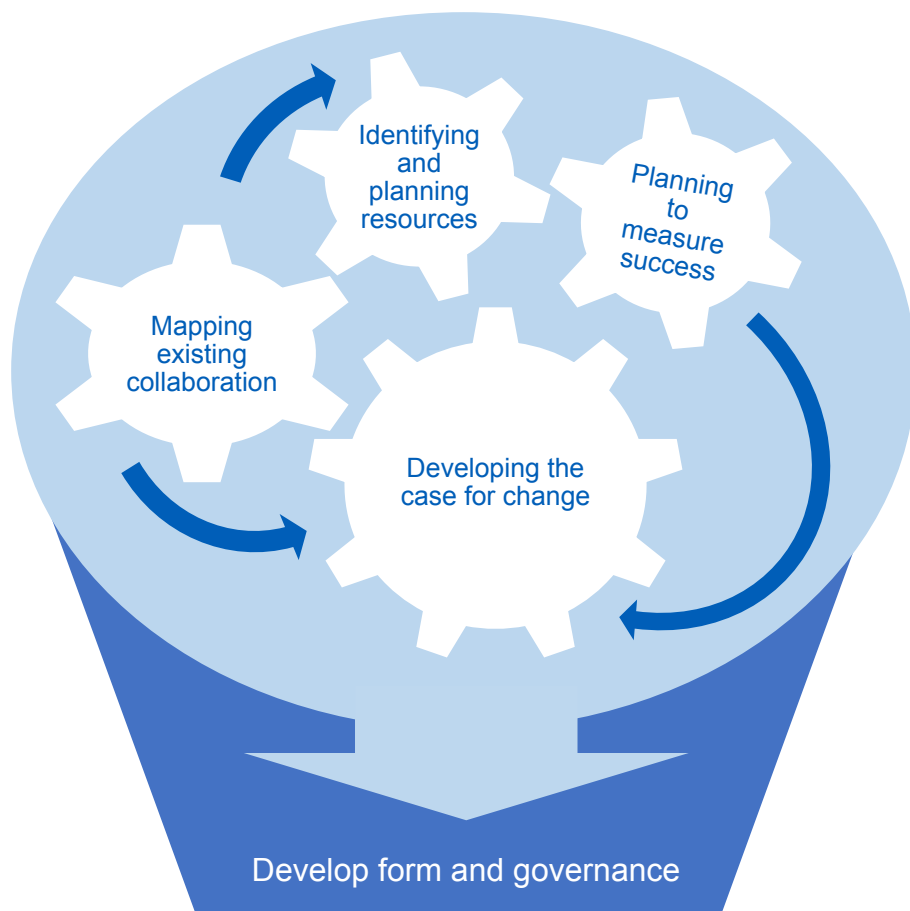 Identifying
and
planning
resources
Planning
to
measure
success
Mapping
existing
collaboration
Developing the
case for change
Develop form and governance